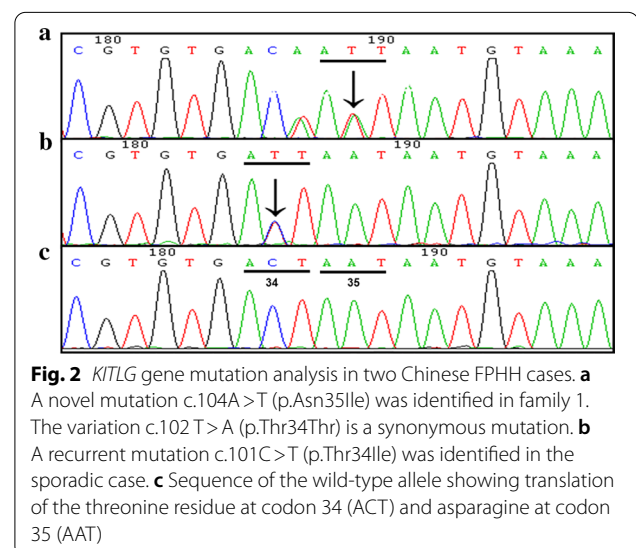 a
180 190
C G T G T G A C A A T T A A T G T A A A
b
180 190
C G T G T G A T T A A T A A T G T A A A
c
180 190
C G T G T G A C T A A T A A T G T A A A
34 35
Fig. 2 KITLG gene mutation analysis in two Chinese FPHH cases. a
A novel mutation c.104A > T (p.Asn35Ile) was identified in family 1.
The variation c.102 T > A (p.Thr34Thr) is a synonymous mutation. b
A recurrent mutation c.101C > T (p.Thr34Ile) was identified in the
sporadic case. c Sequence of the wild-type allele showing translation
of the threonine residue at codon 34 (ACT) and asparagine at codon
35 (AAT)